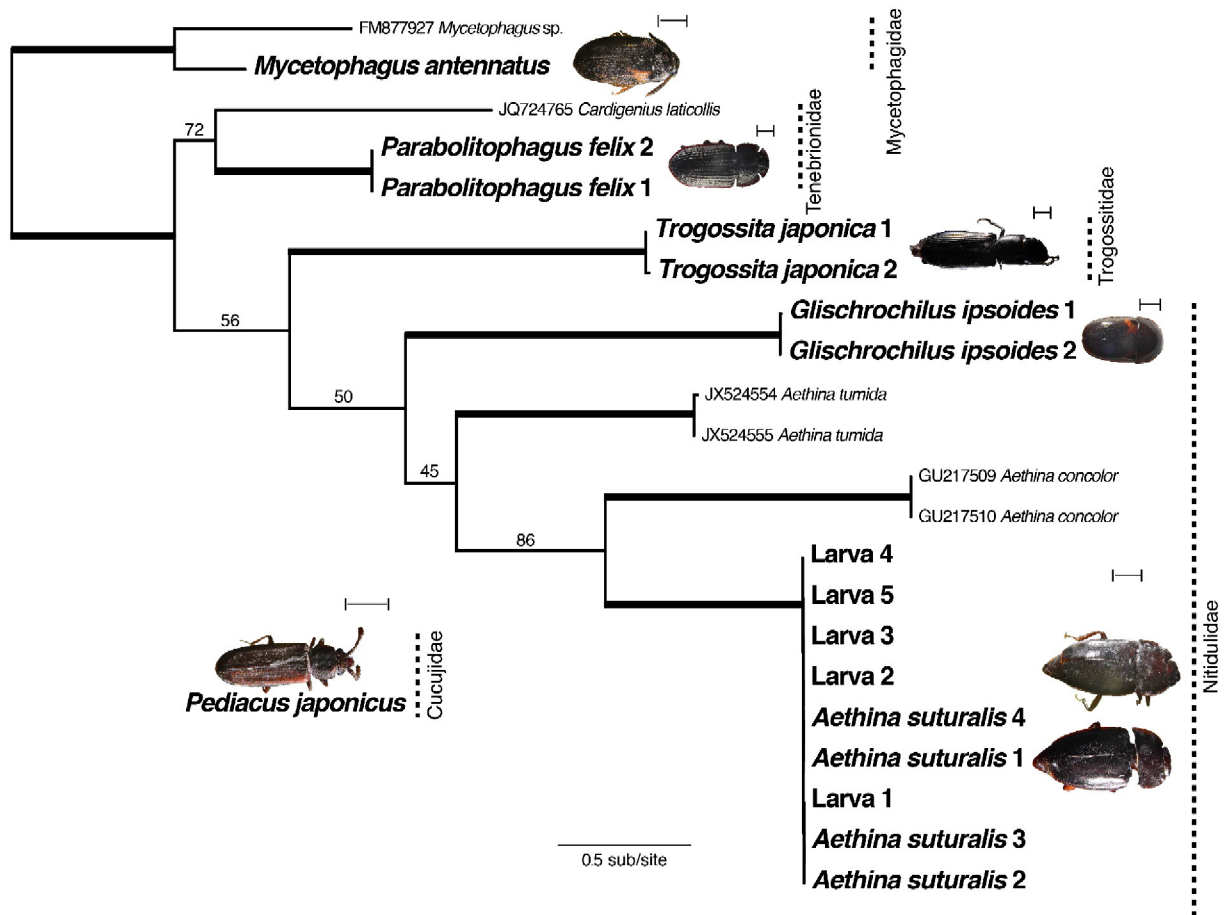 FM877927 Mycetophagus sp.
Mycetophagus antennatus
Mycetophagidae
JQ724765 Cardigenius laticollis
72
Parabolitophagus felix 2
Parabolitophagus felix 1
Tenebrionidae
Trogossita japonica 1
Trogossita japonica 2
Trogossitidae
56
Glischrochilus ipsoides 1
Glischrochilus ipsoides 2
50
JX524554 Aethina tumida
JX524555 Aethina tumida
45
GU217509 Aethina concolor
GU217510 Aethina concolor
86
Larva 4
Larva 5
Larva 3
Larva 2
Aethina suturalis 4
Aethina suturalis 1
Larva 1
Aethina suturalis 3
Aethina suturalis 2
Nitidulidae
Pediacus japonicus
Cucujidae
0.5 sub/site